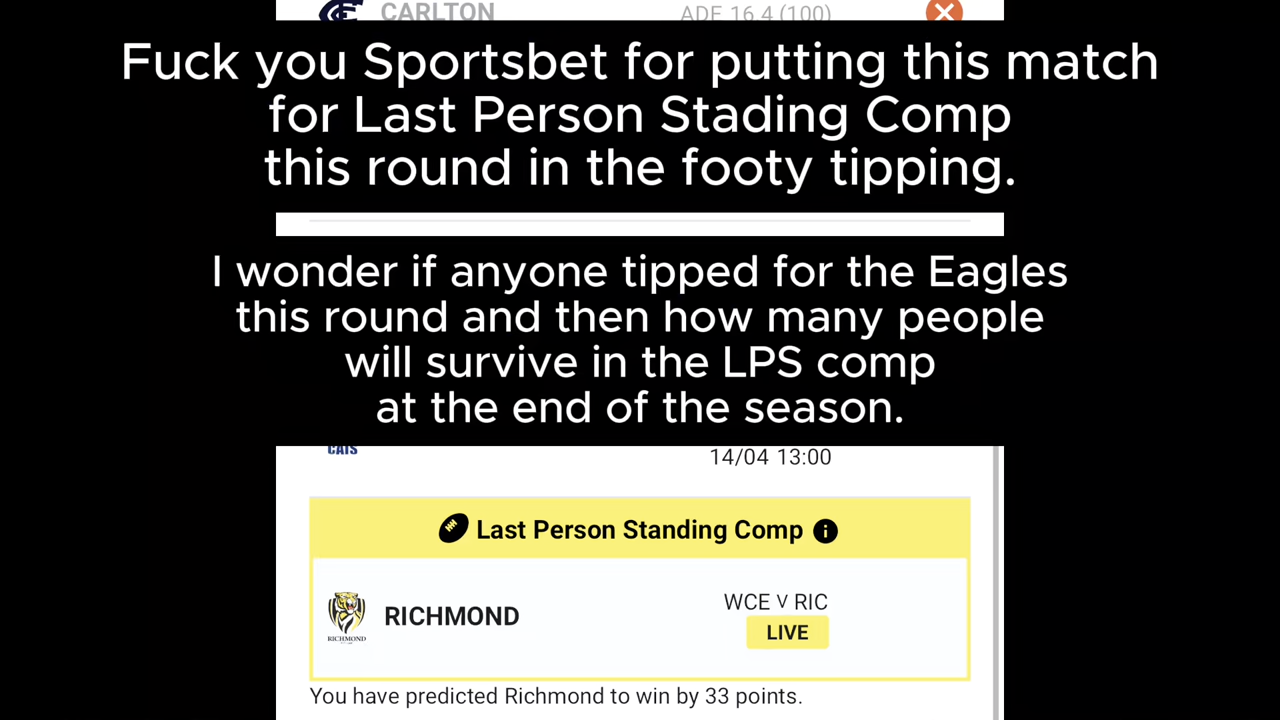 CARLTON
ADE 16.4 (100)
Fuck you Sportsbet for putting this match
for Last Person Stading Comp
this round in the footy tipping.
I wonder if anyone tipped for the Eagles
this round and then how many people
will survive in the LPS comp
at the end of the season.
CATS
14/04 13:00
Last Person Standing Comp
RICHMOND
RICHMOND
WCE V RIC
LIVE
You have predicted Richmond to win by 33 points.